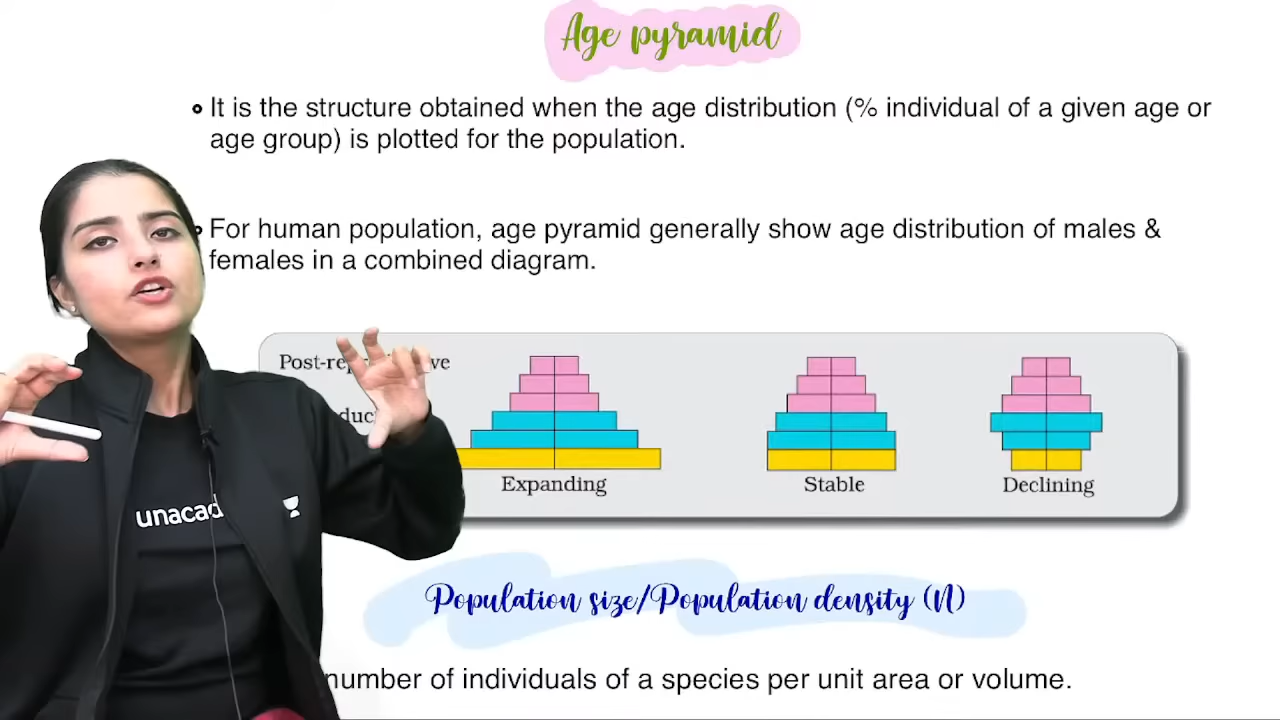 Age pyramid
It is the structure obtained when the age distribution (% individual of a given age or
age group) is plotted for the population.
For human population, age pyramid generally show age distribution of males &
females in a combined diagram.
Expanding
Stable
Declining
unacad
Population size/Population density (N)
number of individuals of a species per unit area or volume.